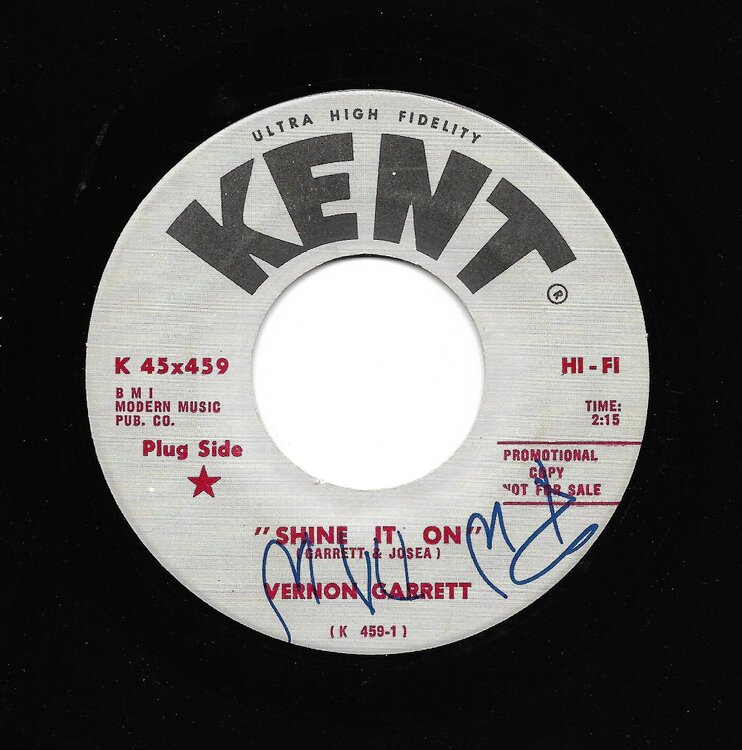 ULTRA HIGH FIDELITY
KENT
®
K 45x459
HI-FI
B M I
MODERN MUSIC
PUB. CO.
TIME:
2:15
Plug Side
PROMOTIONAL
COPY
NOT FOR SALE
"SHINE IT ON"
(GARRETT & JOSEA)
VERNON GARRETT
(K 459-1)